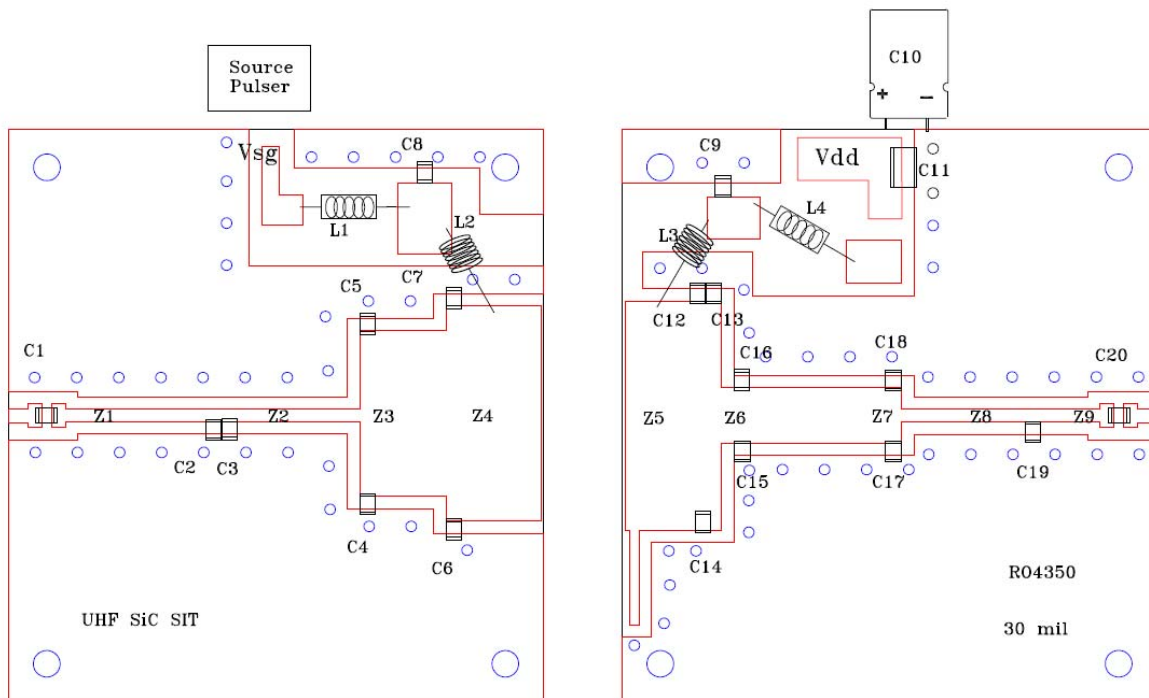 Source
Pulser
C10
+ −
Vsg
C8
C9
Vdd
C11
L1
L2
L3
L4
C5
C7
C12
C13
C1
C16
C18
C20
Z1
Z2
Z3
Z4
Z5
Z6
Z7
Z8
Z9
C2
C3
C15
C17
C19
C4
C6
C14
UHF SiC SIT
RO4350
30 mil